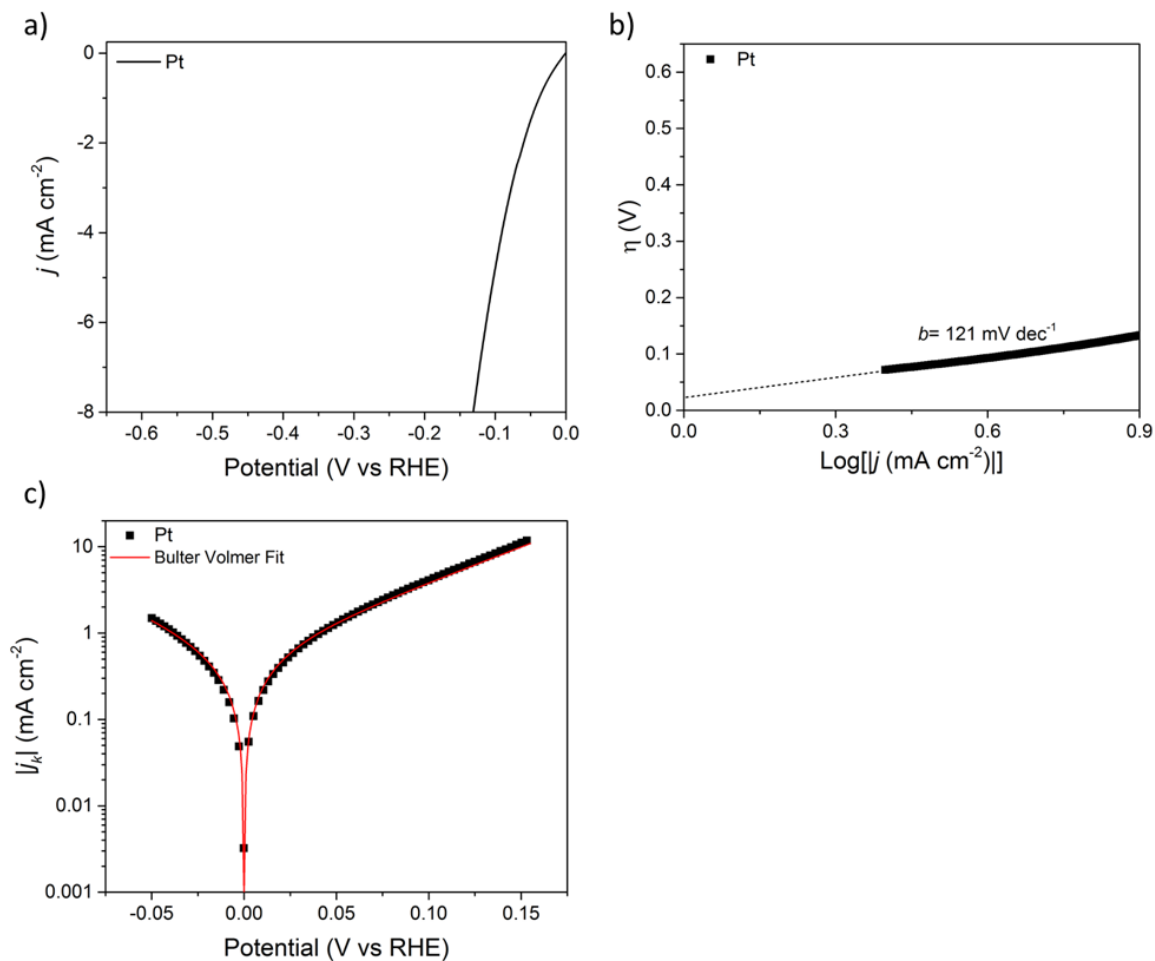 a)
Pt
0
-2
-4
-6
-8
j (mA cm⁻²)
-0.6 -0.5 -0.4 -0.3 -0.2 -0.1 0.0
Potential (V vs RHE)
b)
Pt
0.6
0.5
0.4
0.3
0.2
0.1
0.0
η (V)
b= 121 mV dec⁻¹
0.0 0.3 0.6 0.9
Log[|j (mA cm⁻²)|]
c)
Pt
Bulter Volmer Fit
10
1
0.1
0.01
0.001
|jₖ| (mA cm⁻²)
-0.05 0.00 0.05 0.10 0.15
Potential (V vs RHE)